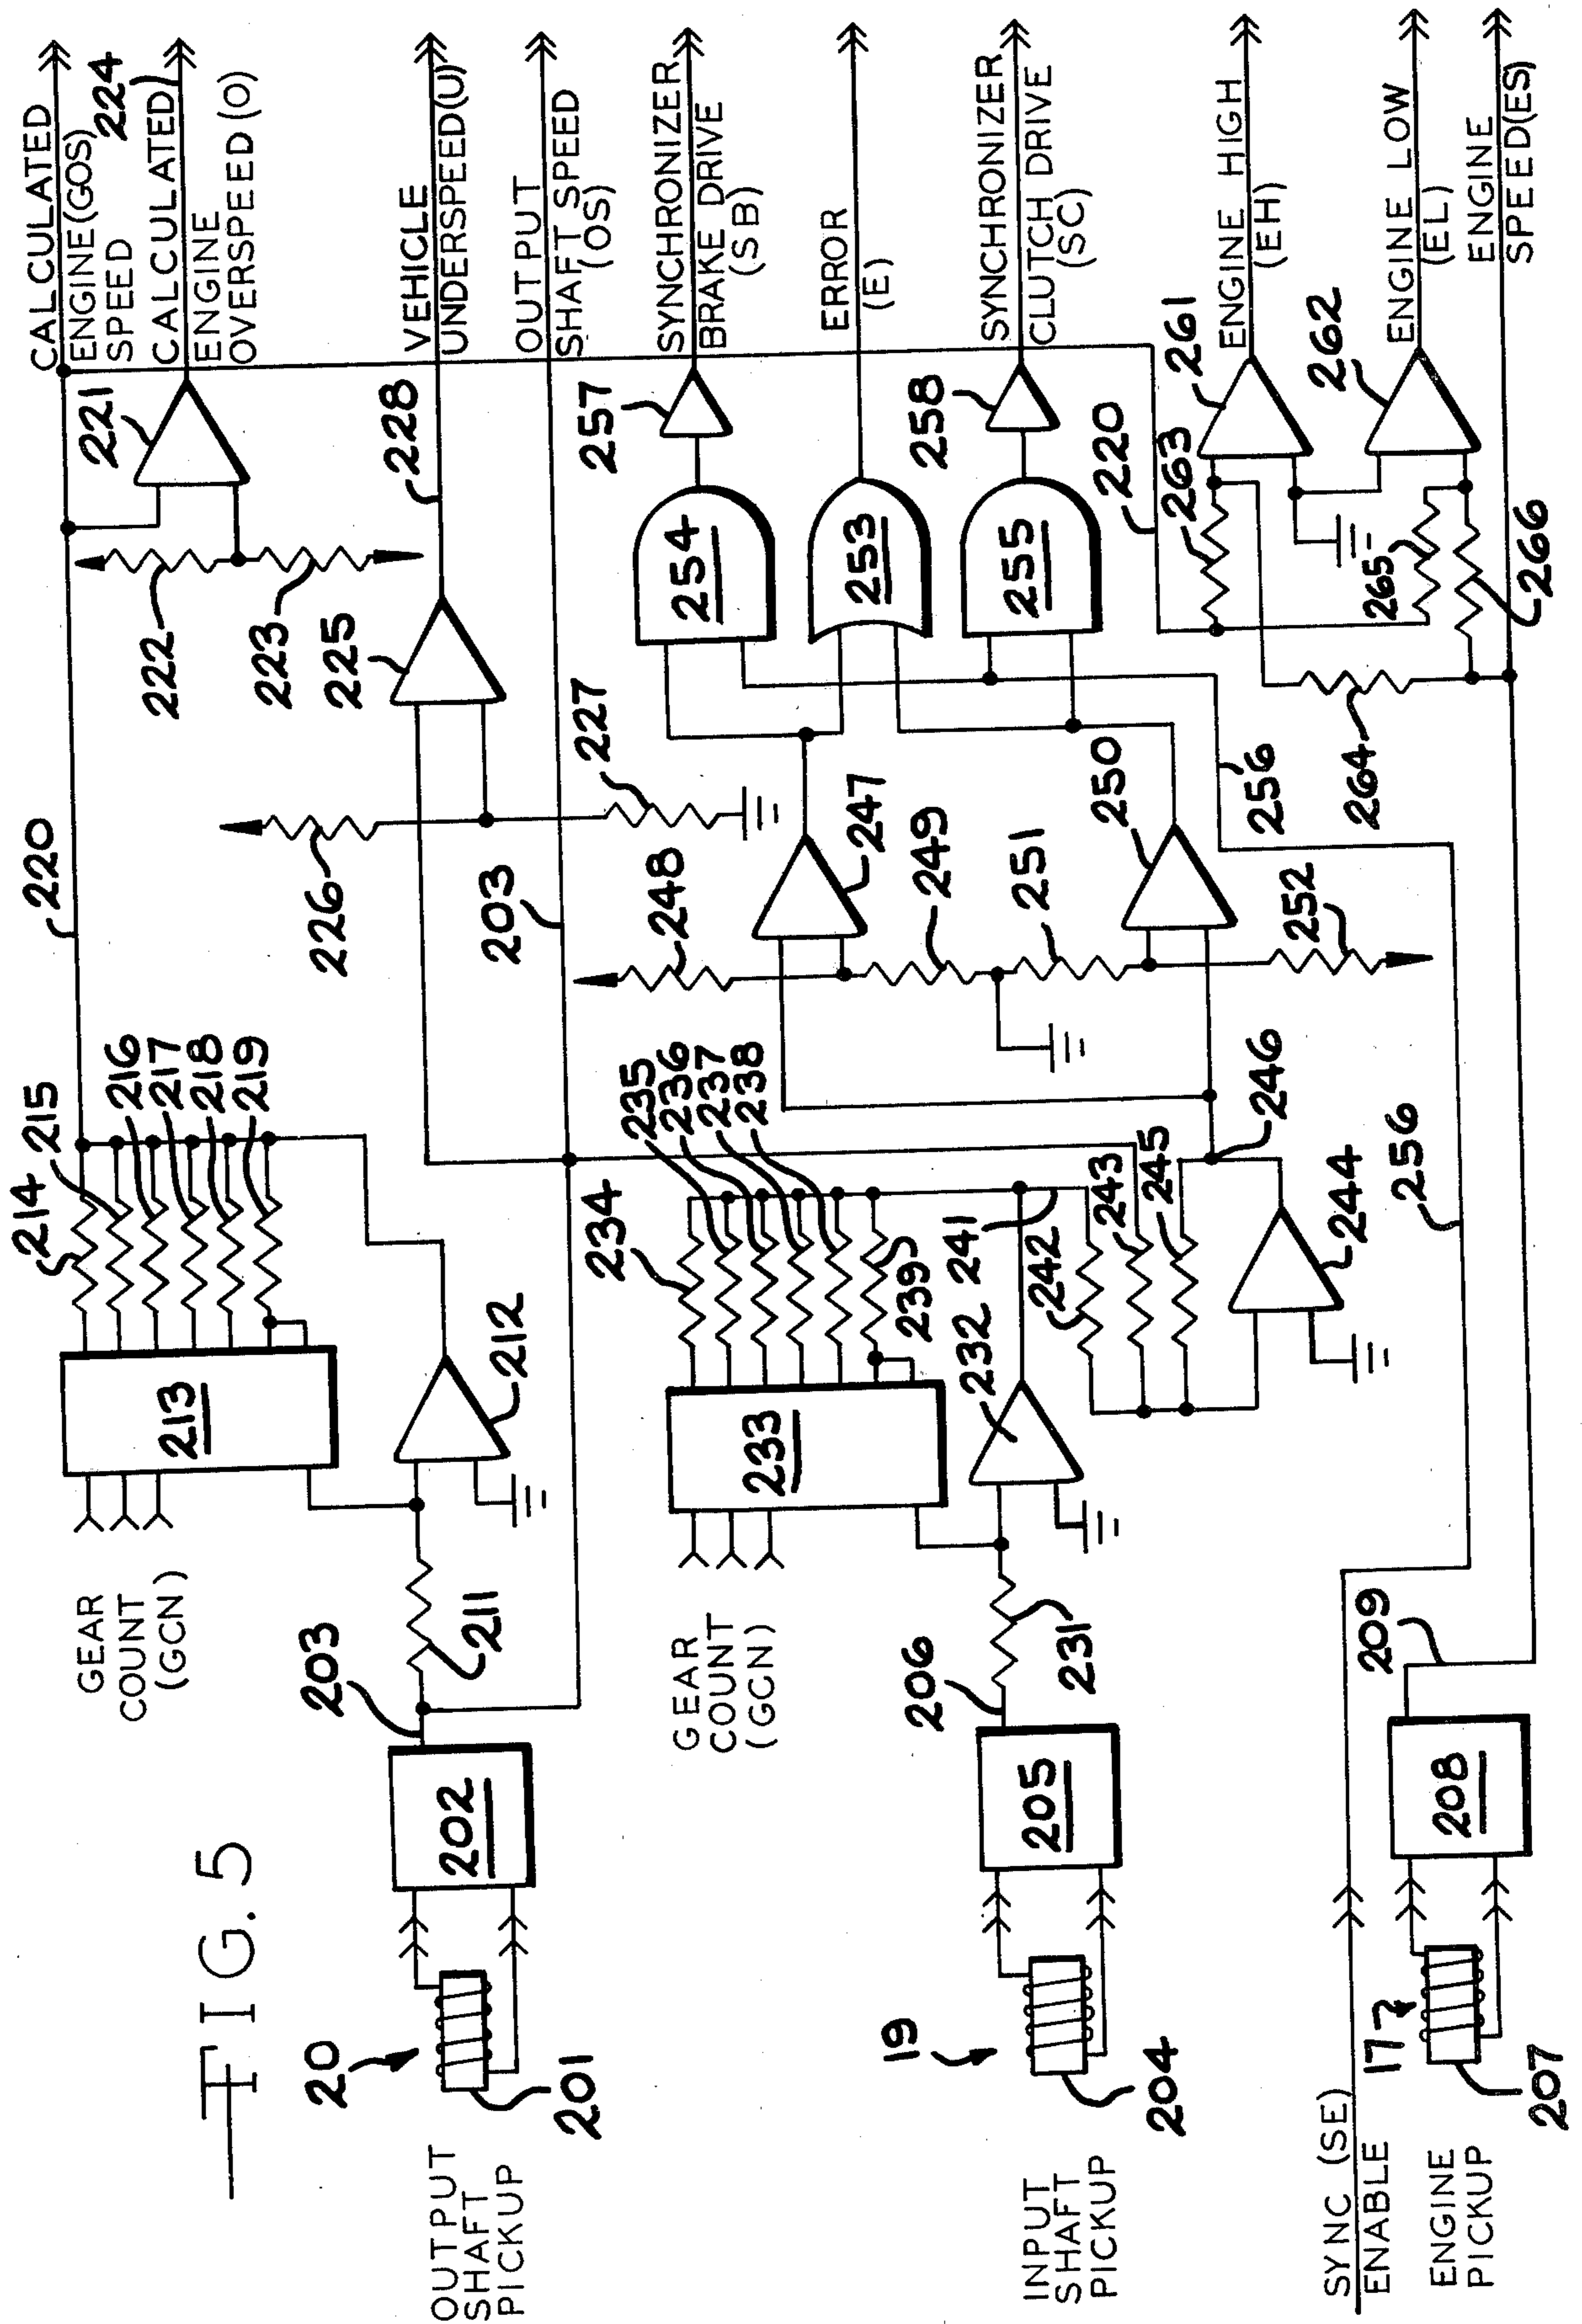 FIG. 5
OUTPUT
SHAFT
PICKUP
20
201
202
203
211
GEAR
COUNT
(GCN)
213
212
214
215
216
217
218
219
220
222
223
221
CALCULATED
ENGINE(GOS)
SPEED
224
CALCULATED
ENGINE
OVERSPEED (O)
226
225
227
228
VEHICLE
UNDERSPEED(U)
203
OUTPUT
SHAFT SPEED
(OS)
INPUT
SHAFT
PICKUP
19
204
205
206
231
GEAR
COUNT
(GCN)
233
232
234
235
236
237
238
239
241
242
243
245
244
246
248
247
249
251
250
252
254
253
255
256
257
258
SYNCHRONIZER
BRAKE DRIVE
(SB)
ERROR
(E)
SYNCHRONIZER
CLUTCH DRIVE
(SC)
220
263
261
264
265
262
266
ENGINE HIGH
(EH)
ENGINE LOW
(EL)
ENGINE
SPEED(ES)
SYNC (SE)
ENABLE
256
ENGINE
PICKUP
17
207
208
209